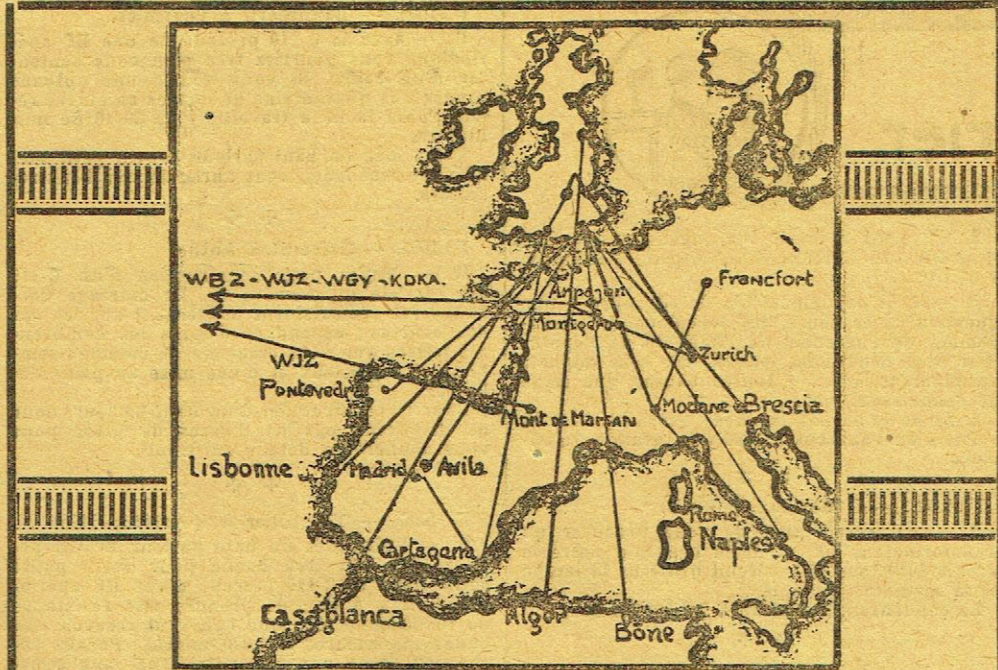 WBZ-WJZ-WGY-KDKA.
Francfort
Arpajon
Montgeron
Zurich
WJZ
Pontevedra
Modane
Brescia
Mont de Marsan
Lisbonne
Madrid
Avila
Rome
Naples
Cartagena
Casablanca
Alger
Bône